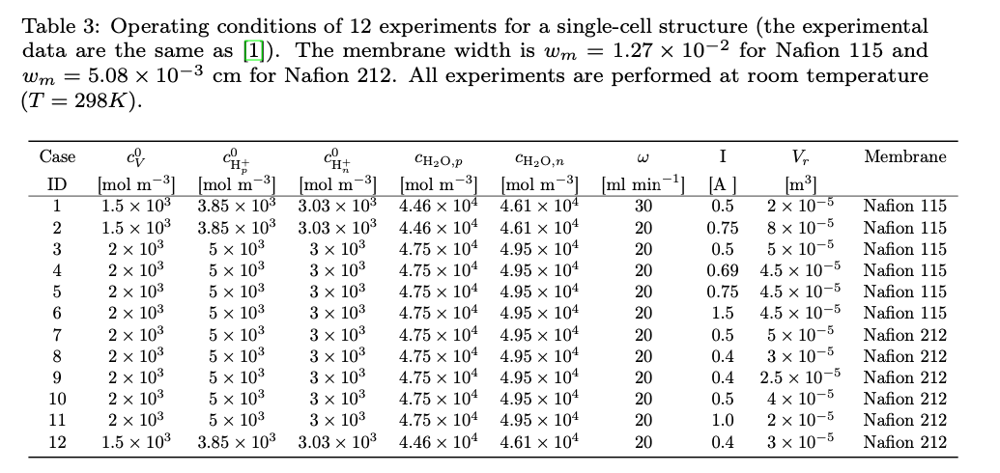 Table 3: Operating conditions of 12 experiments for a single-cell structure (the experimental
data are the same as [1]). The membrane width is w_m = 1.27 × 10^−2 for Nafion 115 and
w_m = 5.08 × 10^−3 cm for Nafion 212. All experiments are performed at room temperature
(T = 298K).
Case c_V^0 c_{H_p^+}^0 c_{H_n^+}^0 c_{H_2O,p} c_{H_2O,n} ω I V_r Membrane
ID [mol m^−3] [mol m^−3] [mol m^−3] [mol m^−3] [mol m^−3] [ml min^−1] [A ] [m^3]
1 1.5 × 10^3 3.85 × 10^3 3.03 × 10^3 4.46 × 10^4 4.61 × 10^4 30 0.5 2 × 10^−5 Nafion 115
2 1.5 × 10^3 3.85 × 10^3 3.03 × 10^3 4.46 × 10^4 4.61 × 10^4 20 0.75 8 × 10^−5 Nafion 115
3 2 × 10^3 5 × 10^3 3 × 10^3 4.75 × 10^4 4.95 × 10^4 20 0.5 5 × 10^−5 Nafion 115
4 2 × 10^3 5 × 10^3 3 × 10^3 4.75 × 10^4 4.95 × 10^4 20 0.69 4.5 × 10^−5 Nafion 115
5 2 × 10^3 5 × 10^3 3 × 10^3 4.75 × 10^4 4.95 × 10^4 20 0.75 4.5 × 10^−5 Nafion 115
6 2 × 10^3 5 × 10^3 3 × 10^3 4.75 × 10^4 4.95 × 10^4 20 1.5 4.5 × 10^−5 Nafion 115
7 2 × 10^3 5 × 10^3 3 × 10^3 4.75 × 10^4 4.95 × 10^4 20 0.5 5 × 10^−5 Nafion 212
8 2 × 10^3 5 × 10^3 3 × 10^3 4.75 × 10^4 4.95 × 10^4 20 0.4 3 × 10^−5 Nafion 212
9 2 × 10^3 5 × 10^3 3 × 10^3 4.75 × 10^4 4.95 × 10^4 20 0.4 2.5 × 10^−5 Nafion 212
10 2 × 10^3 5 × 10^3 3 × 10^3 4.75 × 10^4 4.95 × 10^4 20 0.5 4 × 10^−5 Nafion 212
11 2 × 10^3 5 × 10^3 3 × 10^3 4.75 × 10^4 4.95 × 10^4 20 1.0 2 × 10^−5 Nafion 212
12 1.5 × 10^3 3.85 × 10^3 3.03 × 10^3 4.46 × 10^4 4.61 × 10^4 20 0.4 3 × 10^−5 Nafion 212